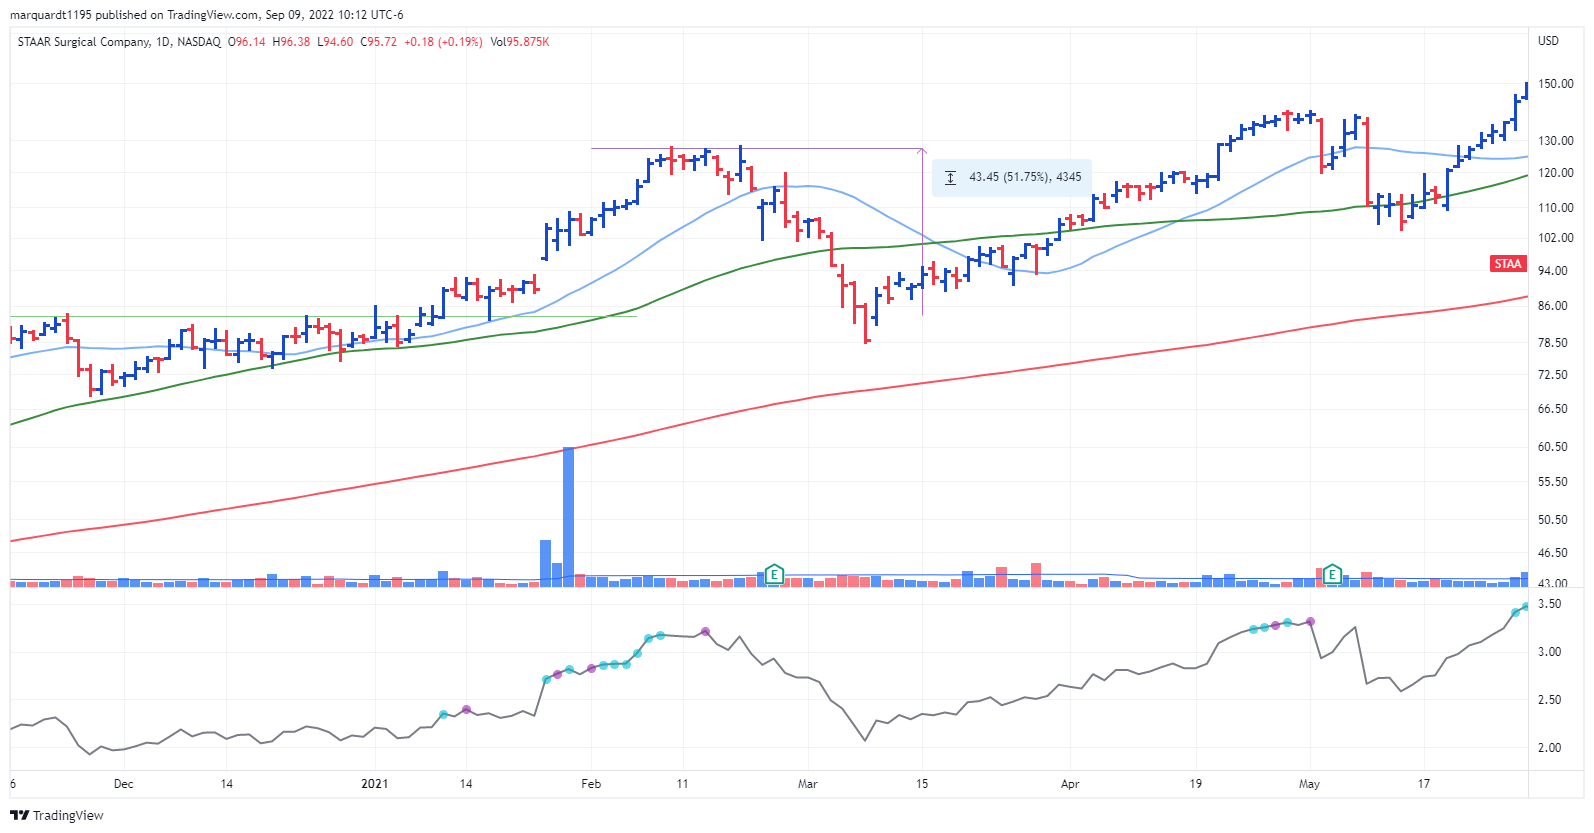 marquardt1195 published on TradingView.com, Sep 09, 2022 10:12 UTC-6
STAAR Surgical Company, 1D, NASDAQ O96.14 H96.38 L94.60 C95.72 +0.18 (+0.19%) Vol95.875K
USD
150.00
130.00
120.00
110.00
102.00
94.00
86.00
78.50
72.50
66.50
60.50
55.50
50.50
46.50
43.00
43.45 (51.75%), 4345
STAA
E
E
3.50
3.00
2.50
2.00
6 Dec 14 2021 14 Feb 11 Mar 15 Apr 19 May 17
TradingView